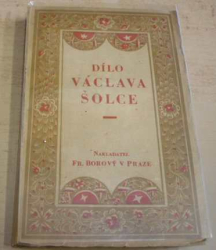 DÍLO
VÁCLAVA
ŠOLCE
NAKLADATEL
FR. BOROVÝ V PRAZE